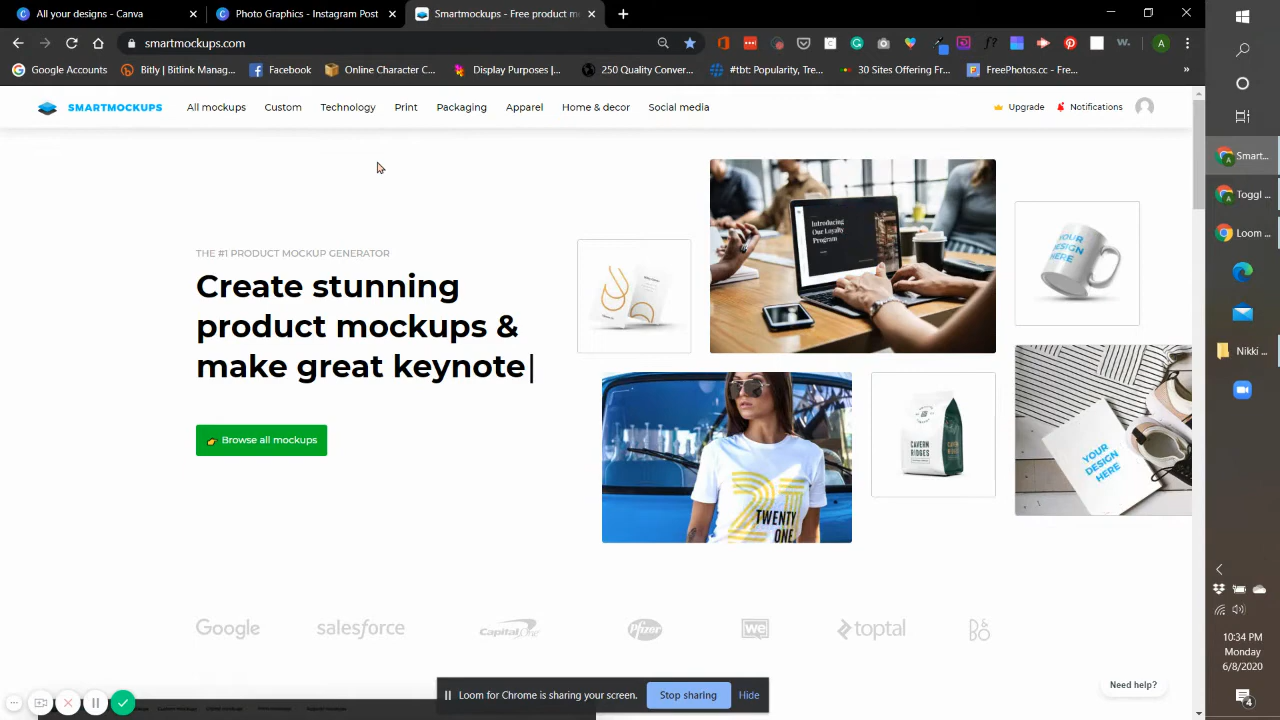 All your designs - Canva
Photo Graphics - Instagram Post
Smartmockups - Free product m
smartmockups.com
Google Accounts
Bitly | Bitlink Manag...
Facebook
Online Character C...
Display Purposes |...
250 Quality Conver...
#tbt: Popularity, Tre...
30 Sites Offering Fr...
FreePhotos.cc - Fre...
SMARTMOCKUPS
All mockups
Custom
Technology
Print
Packaging
Apparel
Home & decor
Social media
Upgrade
Notifications
THE #1 PRODUCT MOCKUP GENERATOR
Create stunning
product mockups &
make great keynote
Browse all mockups
Introducing
Our Loyalty
Program
YOUR
DESIGN
HERE
21
TWENTY
ONE.
CAVERN
RIDGES
YOUR
DESIGN
HERE
Google
salesforce
Capital One
Pfizer
we
toptal
B&O
Loom for Chrome is sharing your screen.
Stop sharing
Hide
Need help?
Smart...
Toggl ...
Loom ...
Nikki ...
10:34 PM
Monday
6/8/2020
4